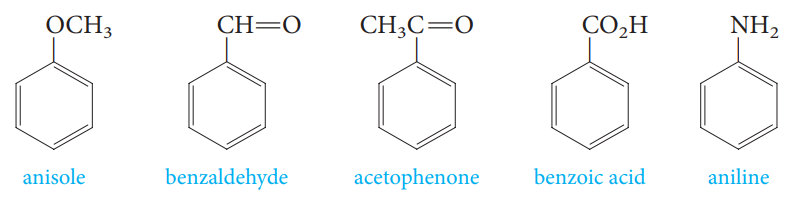 OCH₃ CH=O CH₃C=O CO₂H NH₂
anisole benzaldehyde acetophenone benzoic acid aniline